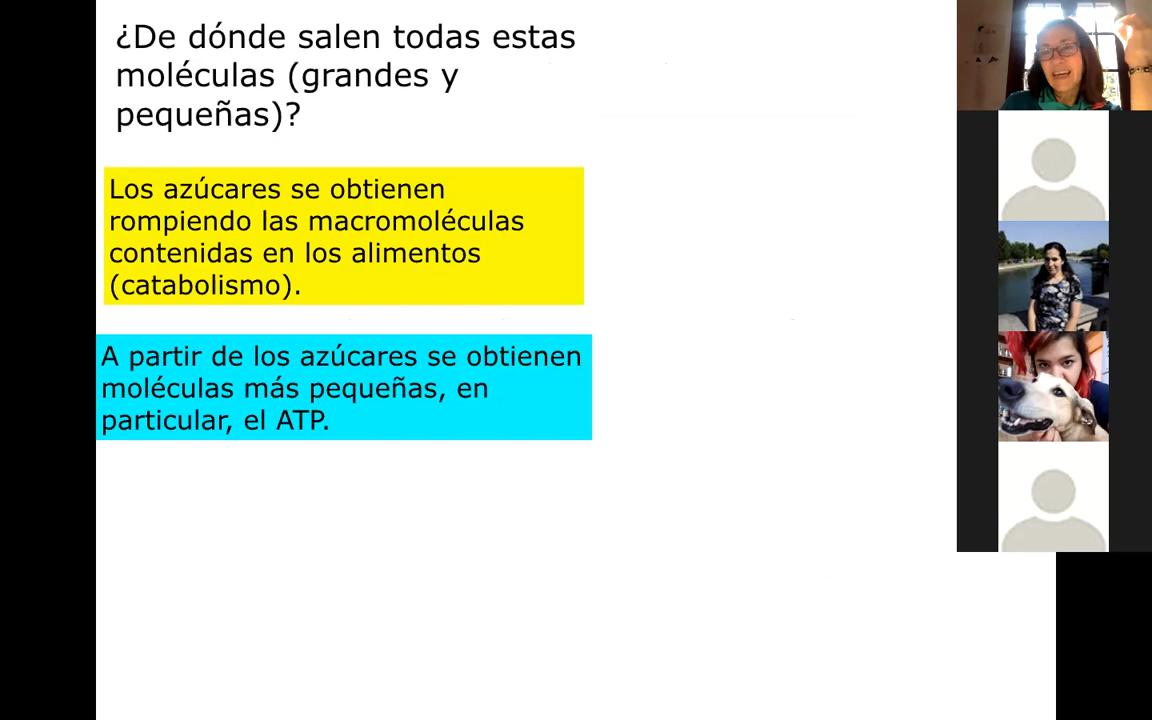 ¿De dónde salen todas estas
moléculas (grandes y
pequeñas)?
Los azúcares se obtienen
rompiendo las macromoléculas
contenidas en los alimentos
(catabolismo).
A partir de los azúcares se obtienen
moléculas más pequeñas, en
particular, el ATP.